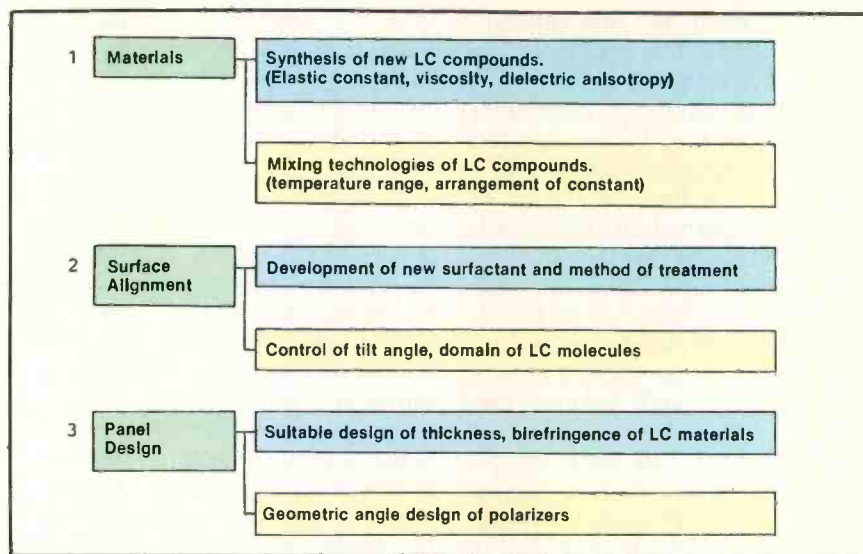 1 Materials
Synthesis of new LC compounds.
(Elastic constant, viscosity, dielectric anisotropy)
Mixing technologies of LC compounds.
(temperature range, arrangement of constant)
2 Surface
Alignment
Development of new surfactant and method of treatment
Control of tilt angle, domain of LC molecules
3 Panel
Design
Suitable design of thickness, birefringence of LC materials
Geometric angle design of polarizers